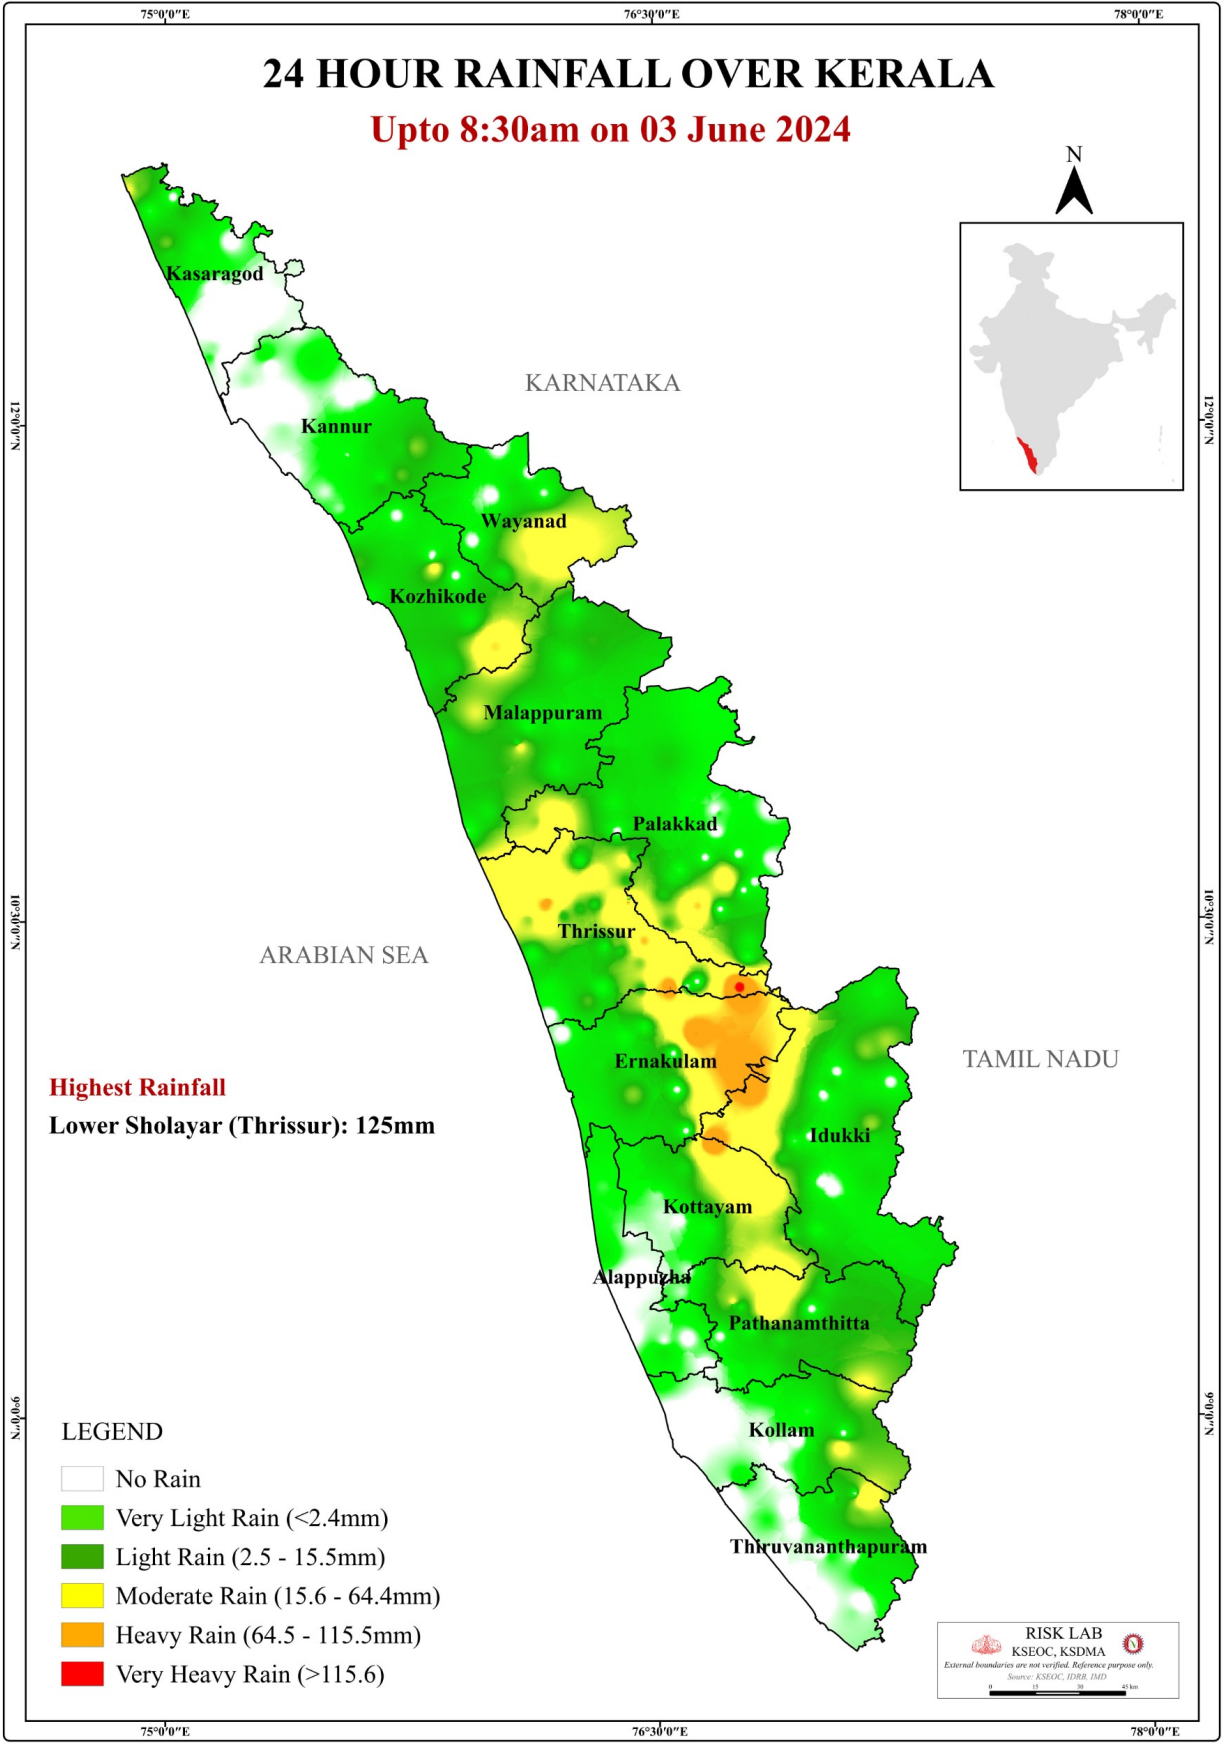 75°0'0"E
76°30'0"E
78°0'0"E
24 HOUR RAINFALL OVER KERALA
Upto 8:30am on 03 June 2024
N
Kasaragod
KARNATAKA
12°0'0"N
12°0'0"N
Kannur
Wayanad
Kozhikode
Malappuram
Palakkad
10°30'0"N
10°30'0"N
Thrissur
ARABIAN SEA
Ernakulam
TAMIL NADU
Highest Rainfall
Lower Sholayar (Thrissur): 125mm
Idukki
Kottayam
Alappuzha
Pathanamthitta
9°0'0"N
9°0'0"N
Kollam
Thiruvananthapuram
LEGEND
No Rain
Very Light Rain (<2.4mm)
Light Rain (2.5 - 15.5mm)
Moderate Rain (15.6 - 64.4mm)
Heavy Rain (64.5 - 115.5mm)
Very Heavy Rain (>115.6)
RISK LAB
KSEOC, KSDMA
External boundaries are not verified. Reference purpose only.
Source: KSEOC, IDRB, IMD
0 15 30 45 km
75°0'0"E
76°30'0"E
78°0'0"E